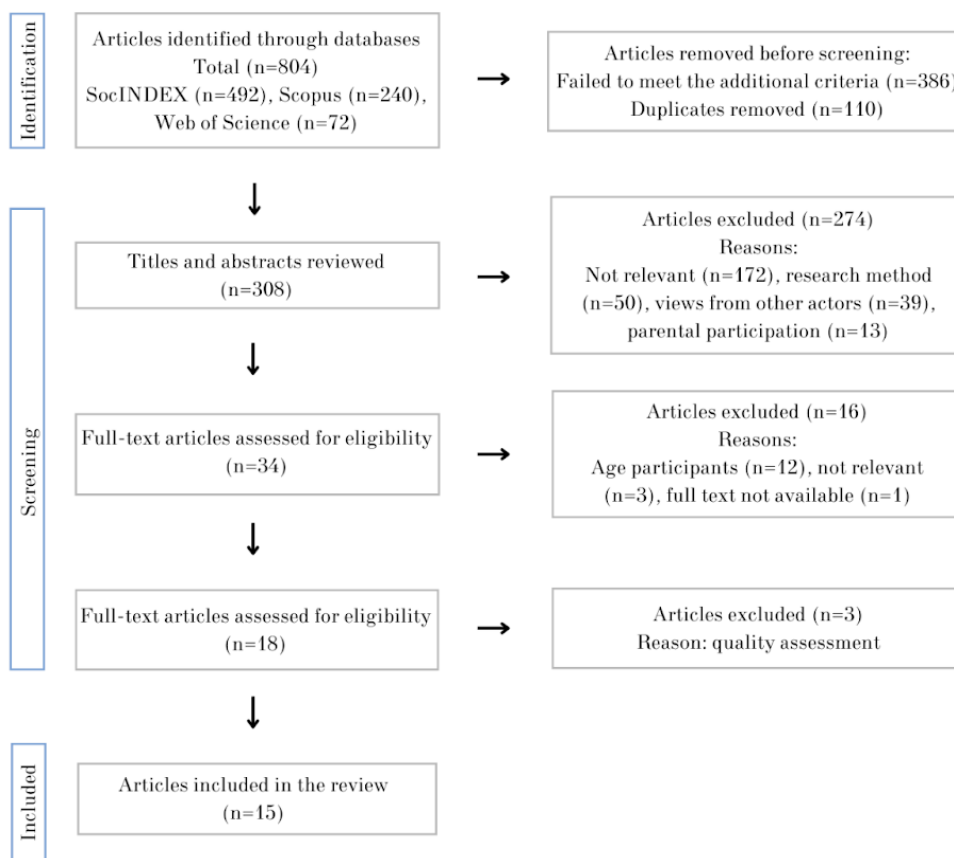 Identification
Articles identified through databases
Total (n=804)
SocINDEX (n=492), Scopus (n=240),
Web of Science (n=72)
Articles removed before screening:
Failed to meet the additional criteria (n=386)
Duplicates removed (n=110)
Screening
Titles and abstracts reviewed
(n=308)
Articles excluded (n=274)
Reasons:
Not relevant (n=172), research method
(n=50), views from other actors (n=39),
parental participation (n=13)
Full-text articles assessed for eligibility
(n=34)
Articles excluded (n=16)
Reasons:
Age participants (n=12), not relevant
(n=3), full text not available (n=1)
Full-text articles assessed for eligibility
(n=18)
Articles excluded (n=3)
Reason: quality assessment
Included
Articles included in the review
(n=15)